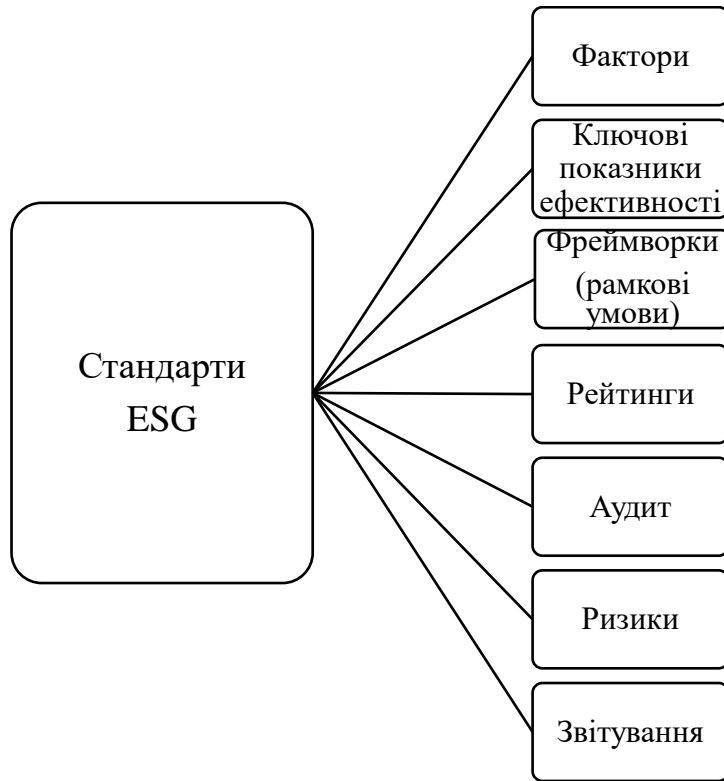 Стандарти
ESG
Фактори
Ключові
показники
ефективності
Фреймворки
(рамкові
умови)
Рейтинги
Аудит
Ризики
Звітування